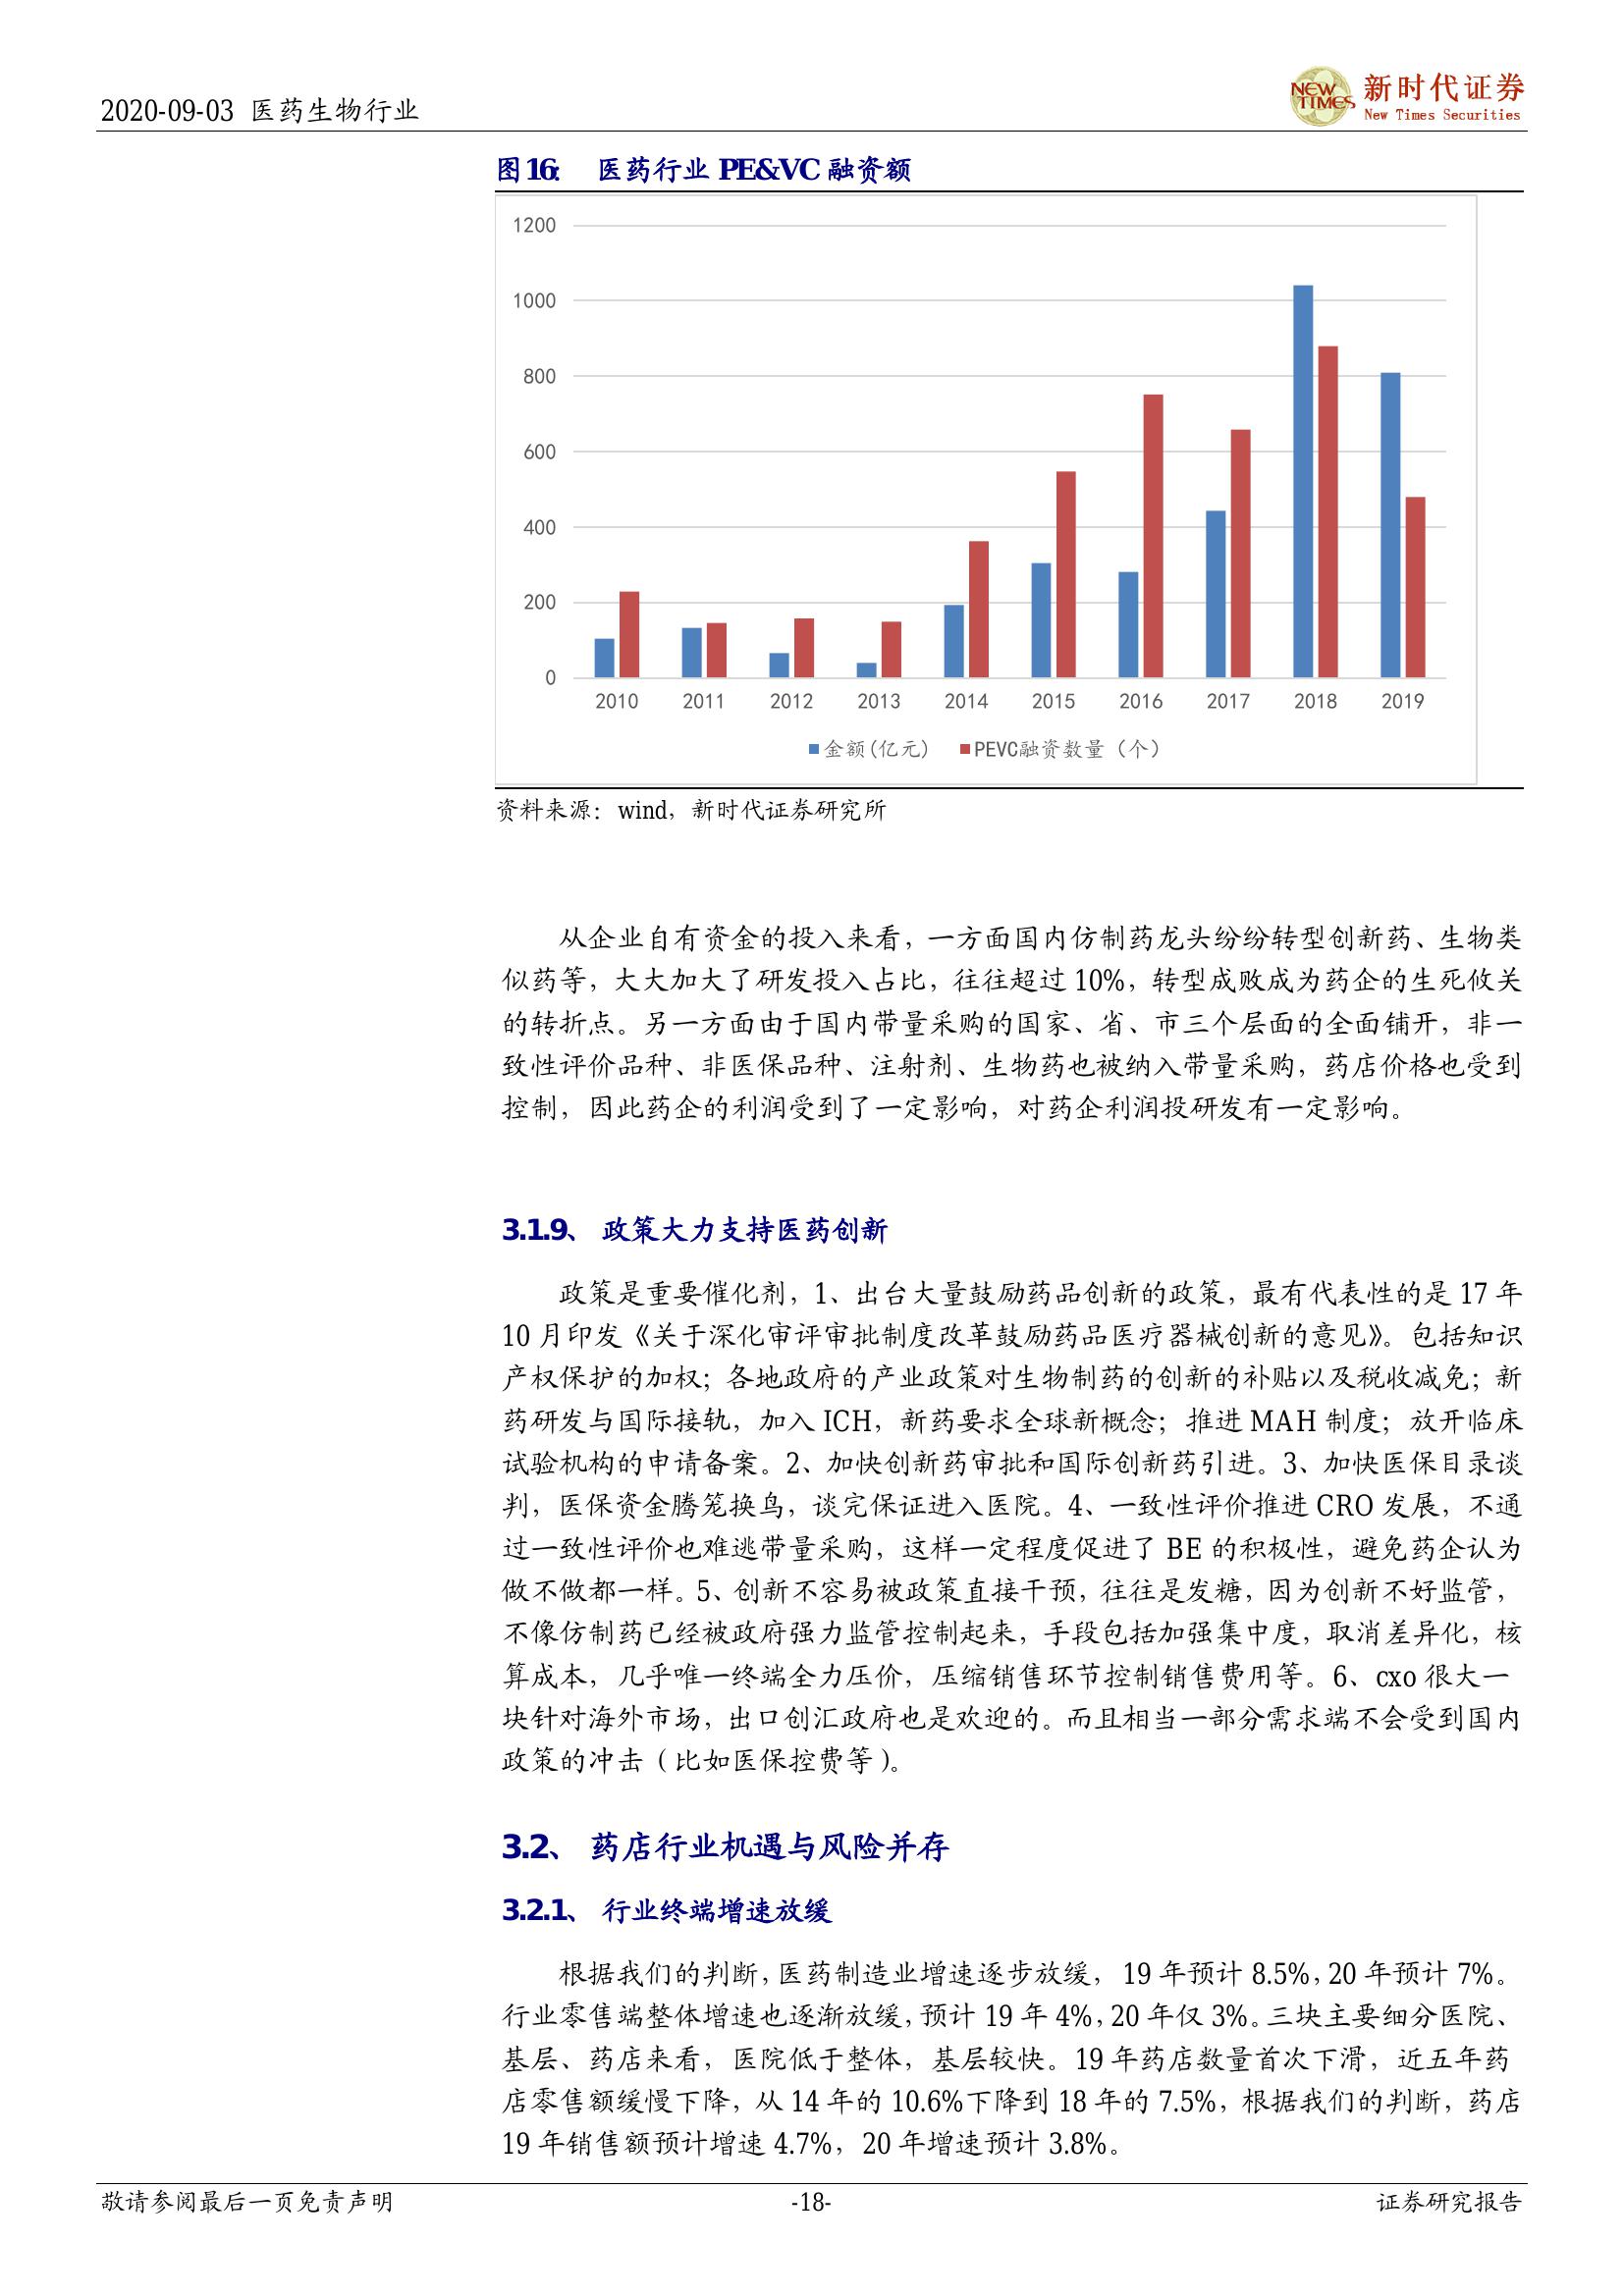 2020-09-03 医药生物行业
NEW TIMES
新时代证券
New Times Securities
图16： 医药行业 PE&VC 融资额
1200
1000
800
600
400
200
0
2010 2011 2012 2013 2014 2015 2016 2017 2018 2019
金额(亿元) PEVC融资数量（个）
资料来源：wind，新时代证券研究所
从企业自有资金的投入来看，一方面国内仿制药龙头纷纷转型创新药、生物类
似药等，大大加大了研发投入占比，往往超过 10%，转型成败成为药企的生死攸关
的转折点。另一方面由于国内带量采购的国家、省、市三个层面的全面铺开，非一
致性评价品种、非医保品种、注射剂、生物药也被纳入带量采购，药店价格也受到
控制，因此药企的利润受到了一定影响，对药企利润投研发有一定影响。
3.1.9、 政策大力支持医药创新
政策是重要催化剂，1、出台大量鼓励药品创新的政策，最有代表性的是 17 年
10 月印发《关于深化审评审批制度改革鼓励药品医疗器械创新的意见》。包括知识
产权保护的加权；各地政府的产业政策对生物制药的创新的补贴以及税收减免；新
药研发与国际接轨，加入 ICH，新药要求全球新概念；推进 MAH 制度；放开临床
试验机构的申请备案。2、加快创新药审批和国际创新药引进。3、加快医保目录谈
判，医保资金腾笼换鸟，谈完保证进入医院。4、一致性评价推进 CRO 发展，不通
过一致性评价也难逃带量采购，这样一定程度促进了 BE 的积极性，避免药企认为
做不做都一样。5、创新不容易被政策直接干预，往往是发糖，因为创新不好监管，
不像仿制药已经被政府强力监管控制起来，手段包括加强集中度，取消差异化，核
算成本，几乎唯一终端全力压价，压缩销售环节控制销售费用等。6、cxo 很大一
块针对海外市场，出口创汇政府也是欢迎的。而且相当一部分需求端不会受到国内
政策的冲击（比如医保控费等）。
3.2、 药店行业机遇与风险并存
3.2.1、 行业终端增速放缓
根据我们的判断，医药制造业增速逐步放缓， 19 年预计 8.5%，20 年预计 7%。
行业零售端整体增速也逐渐放缓，预计 19 年 4%，20 年仅 3%。三块主要细分医院、
基层、药店来看，医院低于整体，基层较快。19 年药店数量首次下滑，近五年药
店零售额缓慢下降，从 14 年的 10.6%下降到 18 年的 7.5%，根据我们的判断，药店
19 年销售额预计增速 4.7%，20 年增速预计 3.8%。
敬请参阅最后一页免责声明 -18- 证券研究报告